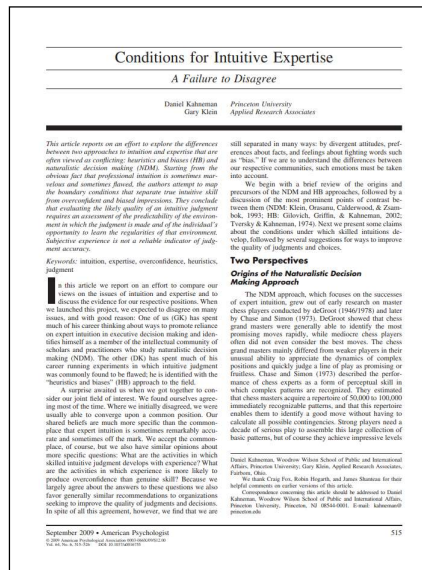 Conditions for Intuitive Expertise
A Failure to Disagree
Daniel Kahneman Princeton University
Gary Klein Applied Research Associates
This article reports on an effort to explore the differences
between two approaches to intuition and expertise that are
often viewed as conflicting: heuristics and biases (HB) and
naturalistic decision making (NDM). Starting from the
obvious fact that professional intuition is sometimes mar-
velous and sometimes flawed, the authors attempt to map
the boundary conditions that separate true intuitive skill
from overconfident and biased impressions. They conclude
that evaluating the likely quality of an intuitive judgment
requires an assessment of the predictability of the environ-
ment in which the judgment is made and of the individual's
opportunity to learn the regularities of that environment.
Subjective experience is not a reliable indicator of judg-
ment accuracy.
Keywords: intuition, expertise, overconfidence, heuristics,
judgment
In this article we report on an effort to compare our
views on the issues of intuition and expertise and to
discuss the evidence for our respective positions. When
we launched this project, we expected to disagree on many
issues, and with good reason: One of us (GK) has spent
much of his career thinking about ways to promote reliance
on expert intuition in executive decision making and iden-
tifies himself as a member of the intellectual community of
scholars and practitioners who study naturalistic decision
making (NDM). The other (DK) has spent much of his
career running experiments in which intuitive judgment
was commonly found to be flawed; he is identified with the
"heuristics and biases" (HB) approach to the field.
A surprise awaited us when we got together to con-
sider our joint field of interest. We found ourselves agree-
ing most of the time. Where we initially disagreed, we were
usually able to converge upon a common position. Our
shared beliefs are much more specific than the common-
place that expert intuition is sometimes remarkably accu-
rate and sometimes off the mark. We accept the common-
place, of course, but we also have similar opinions about
more specific questions: What are the activities in which
skilled intuitive judgment develops with experience? What
are the activities in which experience is more likely to
produce overconfidence than genuine skill? Because we
largely agree about the answers to these questions we also
favor generally similar recommendations to organizations
seeking to improve the quality of judgments and decisions.
In spite of all this agreement, however, we find that we are
still separated in many ways: by divergent attitudes, pref-
erences about facts, and feelings about fighting words such
as "bias." If we are to understand the differences between
our respective communities, such emotions must be taken
into account.
We begin with a brief review of the origins and
precursors of the NDM and HB approaches, followed by a
discussion of the most prominent points of contrast be-
tween them (NDM: Klein, Orasanu, Calderwood, & Zsam-
bok, 1993; HB: Gilovich, Griffin, & Kahneman, 2002;
Tversky & Kahneman, 1974). Next we present some claims
about the conditions under which skilled intuitions de-
velop, followed by several suggestions for ways to improve
the quality of judgments and choices.
Two Perspectives
Origins of the Naturalistic Decision
Making Approach
The NDM approach, which focuses on the successes
of expert intuition, grew out of early research on master
chess players conducted by deGroot (1946/1978) and later
by Chase and Simon (1973). DeGroot showed that chess
grand masters were generally able to identify the most
promising moves rapidly, while mediocre chess players
often did not even consider the best moves. The chess
grand masters mainly differed from weaker players in their
unusual ability to appreciate the dynamics of complex
positions and quickly judge a line of play as promising or
fruitless. Chase and Simon (1973) described the perfor-
mance of chess experts as a form of perceptual skill in
which complex patterns are recognized. They estimated
that chess masters acquire a repertoire of 50,000 to 100,000
immediately recognizable patterns, and that this repertoire
enables them to identify a good move without having to
calculate all possible contingencies. Strong players need a
decade of serious play to assemble this large collection of
basic patterns, but of course they achieve impressive levels
Daniel Kahneman, Woodrow Wilson School of Public and International
Affairs, Princeton University; Gary Klein, Applied Research Associates,
Fairborn, Ohio.
We thank Craig Fox, Robin Hogarth, and James Shanteau for their
helpful comments on earlier versions of this article.
Correspondence concerning this article should be addressed to Daniel
Kahneman, Woodrow Wilson School of Public and International Affairs,
Princeton University, Princeton, NJ 08544-0001. E-mail: kahneman@
princeton.edu
September 2009 • American Psychologist 515
© 2009 American Psychological Association 0003-066X/09/$12.00
Vol. 64, No. 6, 515–526 DOI: 10.1037/a0016755